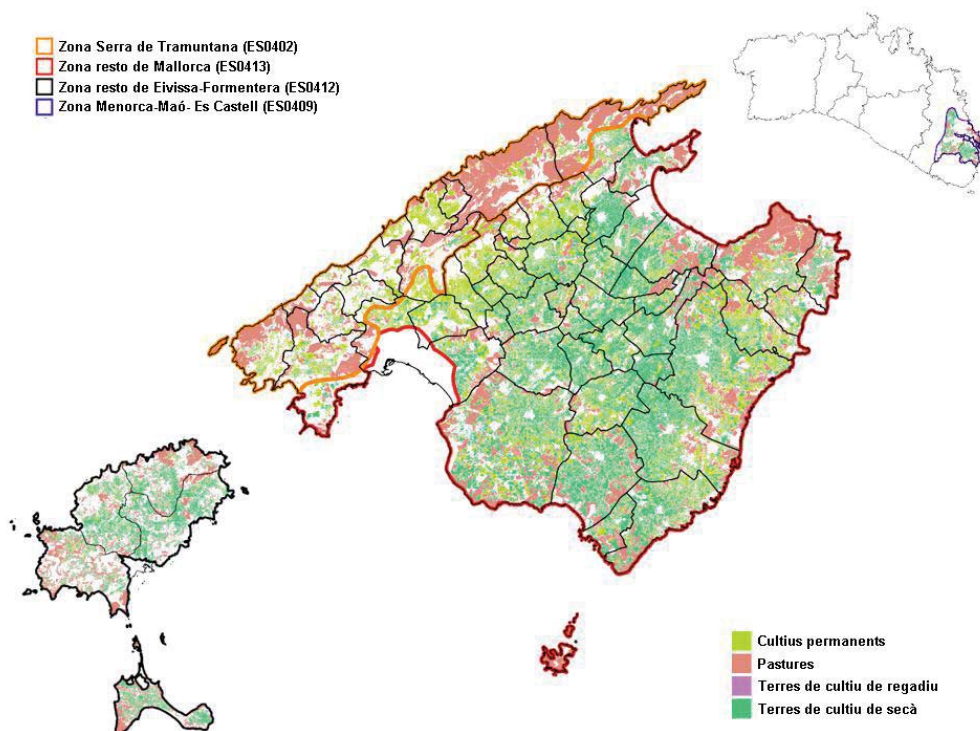 Zona Serra de Tramuntana (ES0402)
Zona resto de Mallorca (ES0413)
Zona resto de Eivissa-Formentera (ES0412)
Zona Menorca-Maó- Es Castell (ES0409)
Cultius permanents
Pastures
Terres de cultiu de regadiu
Terres de cultiu de secà